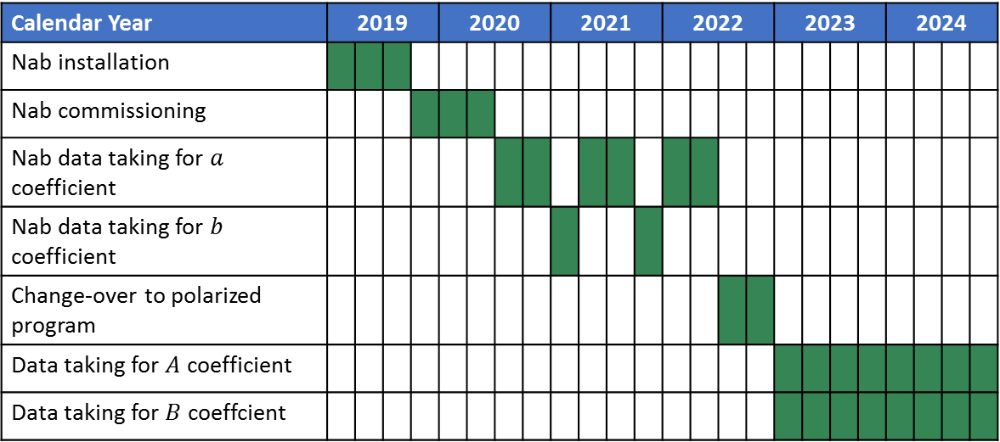 Calendar Year 2019 2020 2021 2022 2023 2024
Nab installation
Nab commissioning
Nab data taking for a
coefficient
Nab data taking for b
coefficient
Change-over to polarized
program
Data taking for A coefficient
Data taking for B coeffcient